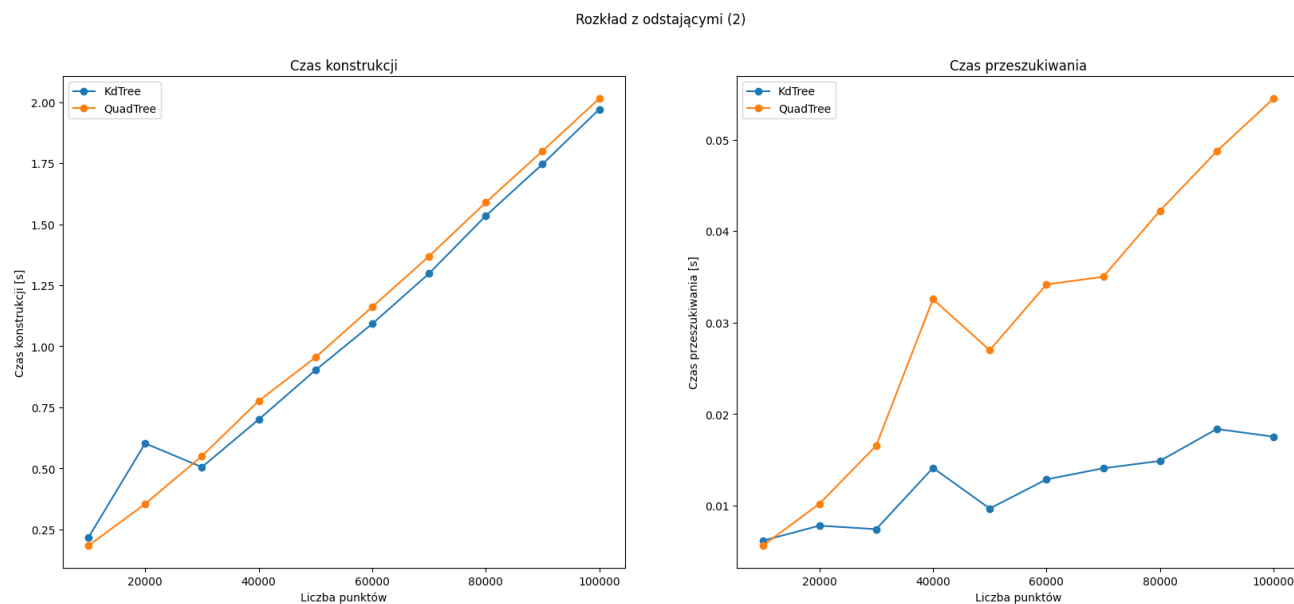 Rozkład z odstającymi (2)
Czas konstrukcji
KdTree
QuadTree
2.00
1.75
1.50
1.25
1.00
0.75
0.50
0.25
Czas konstrukcji [s]
20000 40000 60000 80000 100000
Liczba punktów
Czas przeszukiwania
KdTree
QuadTree
0.05
0.04
0.03
0.02
0.01
Czas przeszukiwania [s]
20000 40000 60000 80000 100000
Liczba punktów